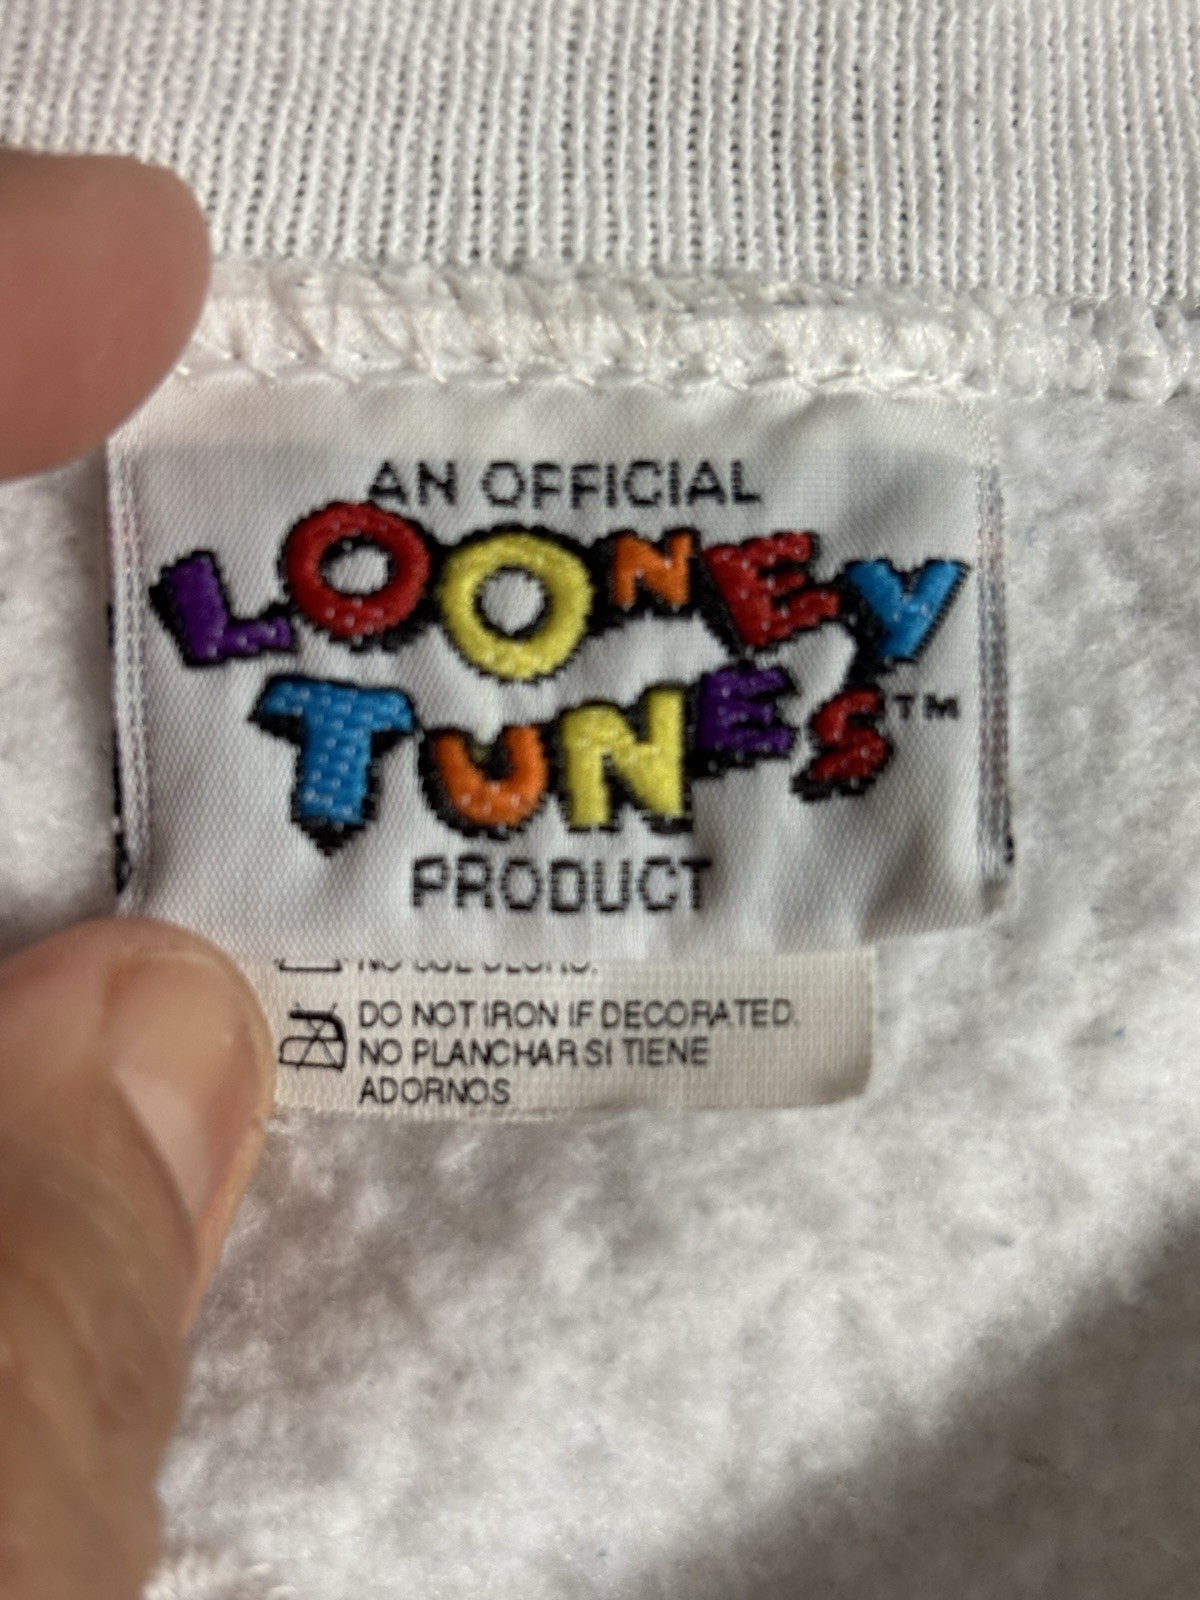 AN OFFICIAL
LOONEY
TUNES™
PRODUCT
DO NOT IRON IF DECORATED.
NO PLANCHAR SI TIENE
ADORNOS